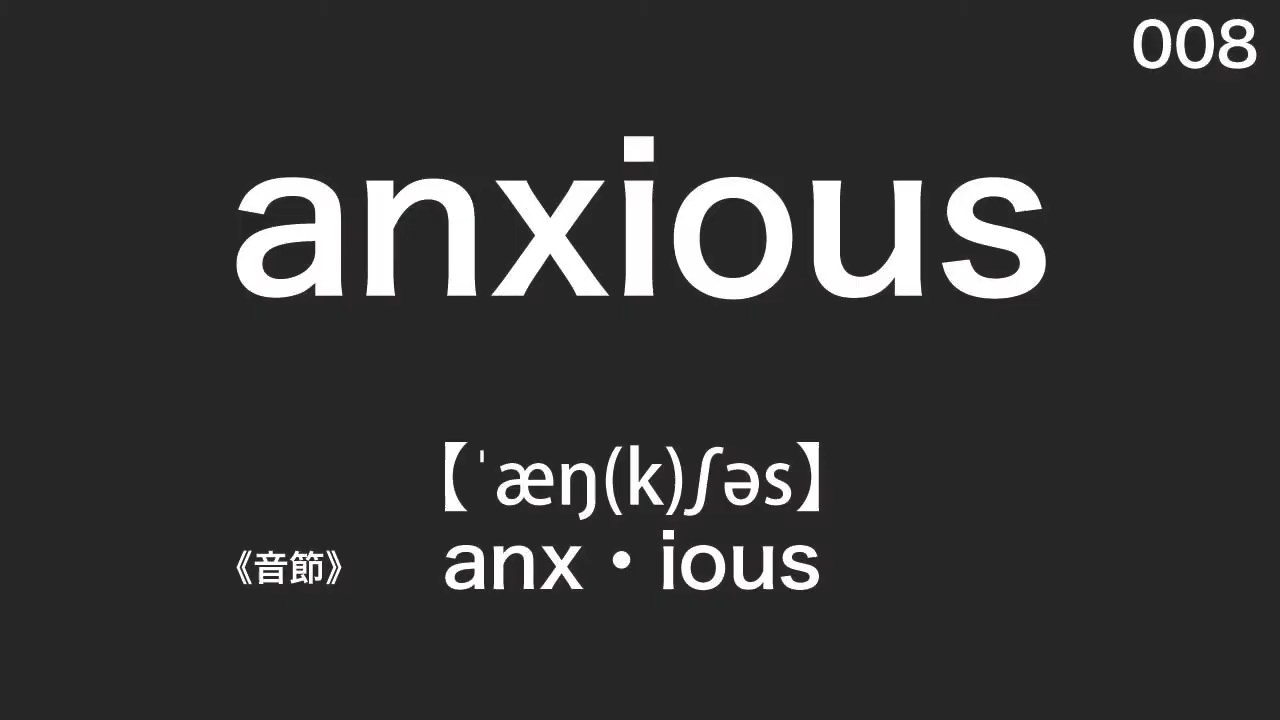 008
anxious
【ˈæŋ(k)ʃəs】
《音節》 anx・ious